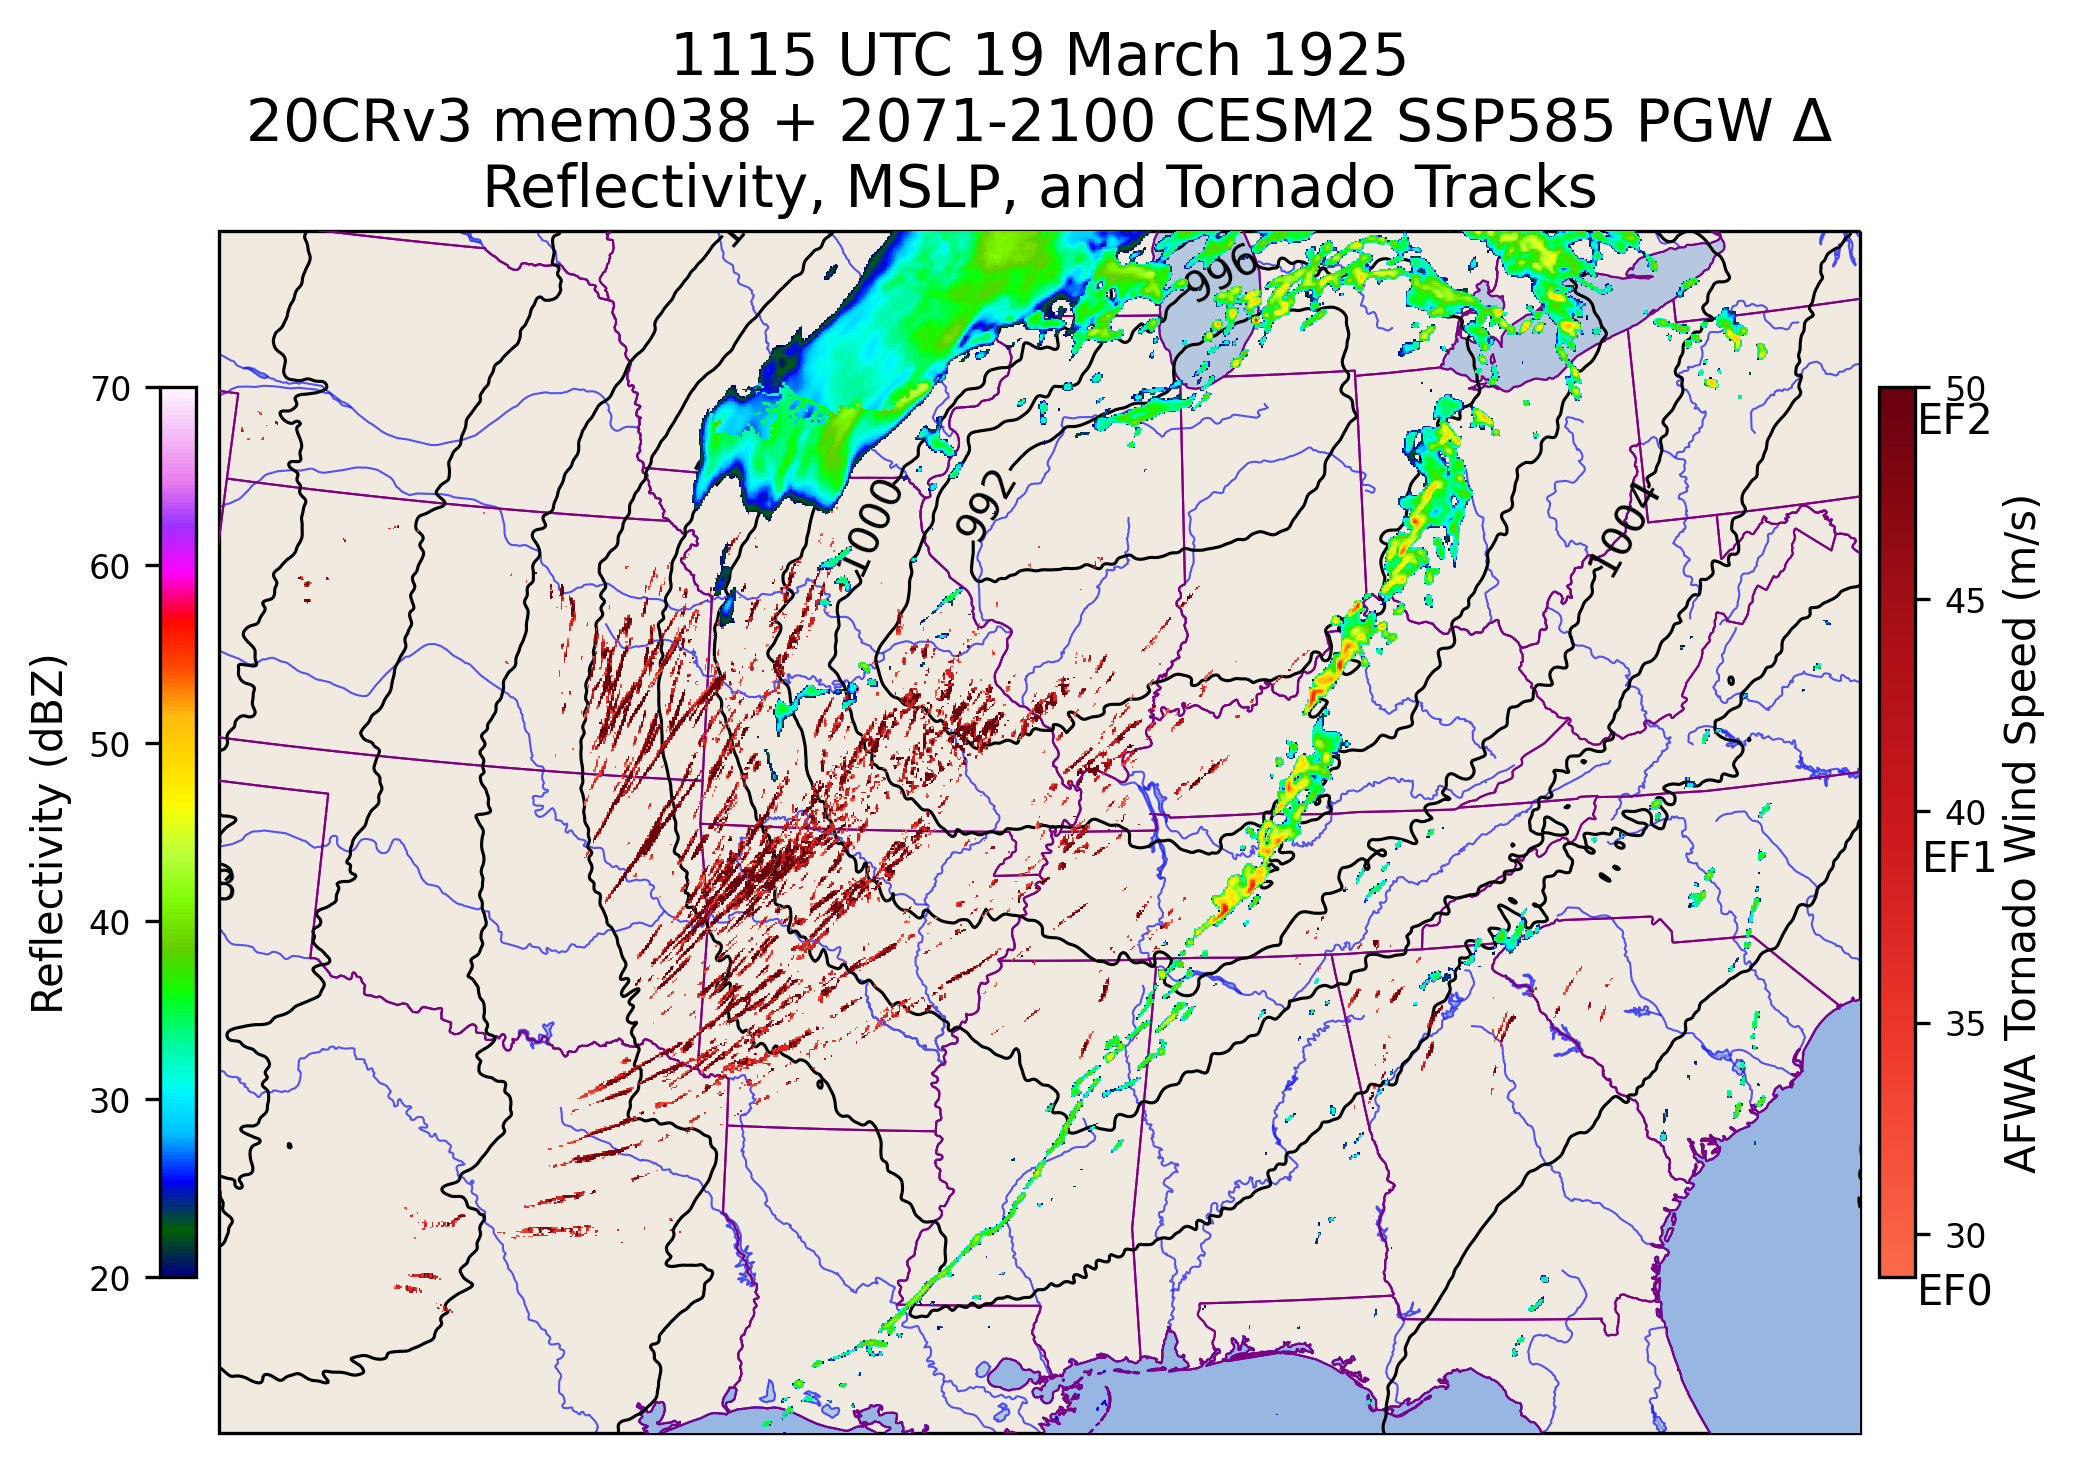 1115 UTC 19 March 1925
20CRv3 mem038 + 2071-2100 CESM2 SSP585 PGW Δ
Reflectivity, MSLP, and Tornado Tracks
996
992
1000
1004
Reflectivity (dBZ)
70
60
50
40
30
20
50
EF2
45
40
EF1
35
30
EF0
AFWA Tornado Wind Speed (m/s)